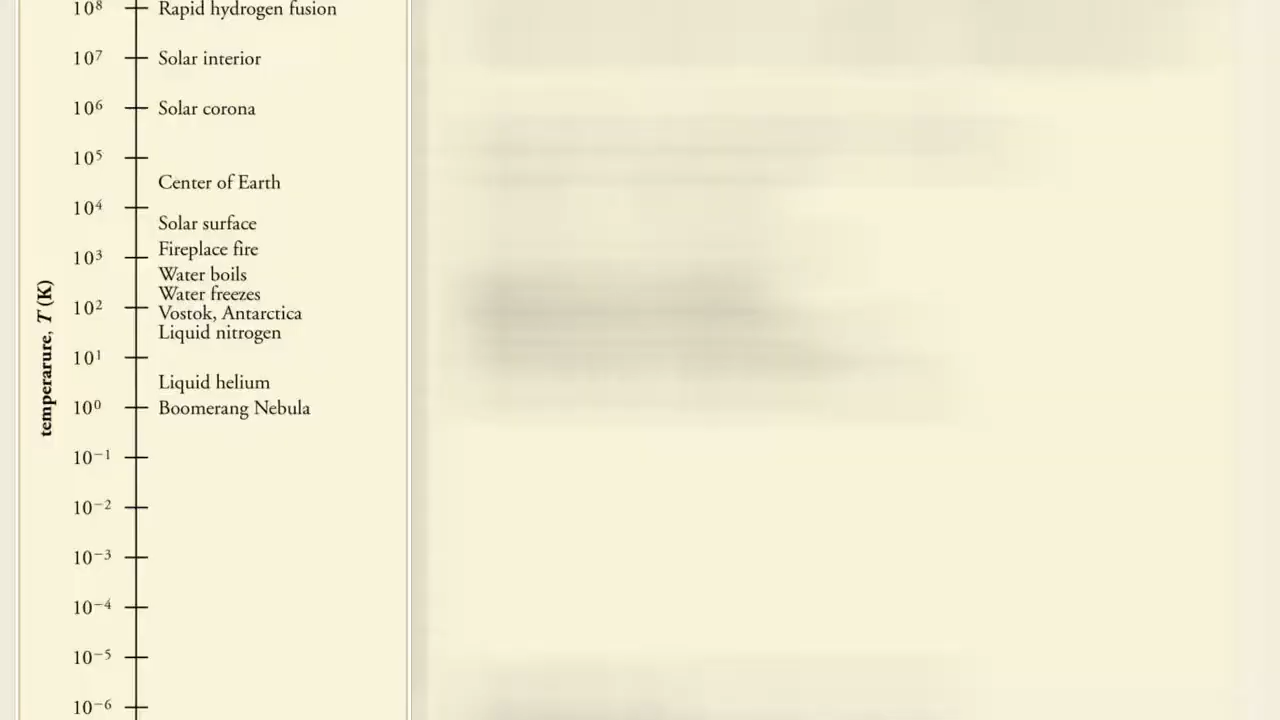 10⁸ Rapid hydrogen fusion
10⁷ Solar interior
10⁶ Solar corona
10⁵
Center of Earth
10⁴
Solar surface
Fireplace fire
10³
Water boils
Water freezes
10²
Vostok, Antarctica
Liquid nitrogen
10¹
Liquid helium
10⁰ Boomerang Nebula
10⁻¹
10⁻²
10⁻³
10⁻⁴
10⁻⁵
10⁻⁶
temperarure, T (K)